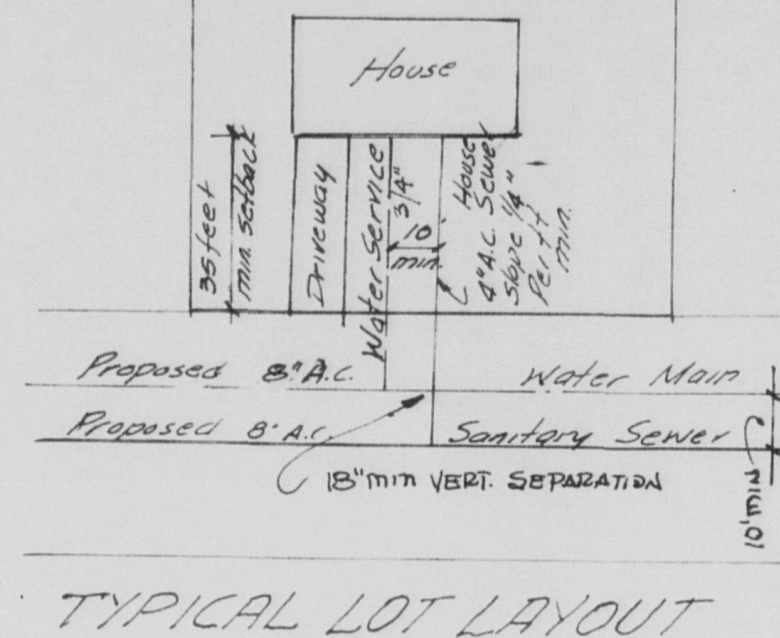 House
35 feet
min. setback
Driveway
Water Service
3/4"
10'
min.
House
4" A.C. Sewer
Slope 1/4"
Per ft
min.
Proposed 8" A.C. Water Main
Proposed 8" A.C. Sanitary Sewer
18" min VERT. SEPARATION
10' MIN
TYPICAL LOT LAYOUT